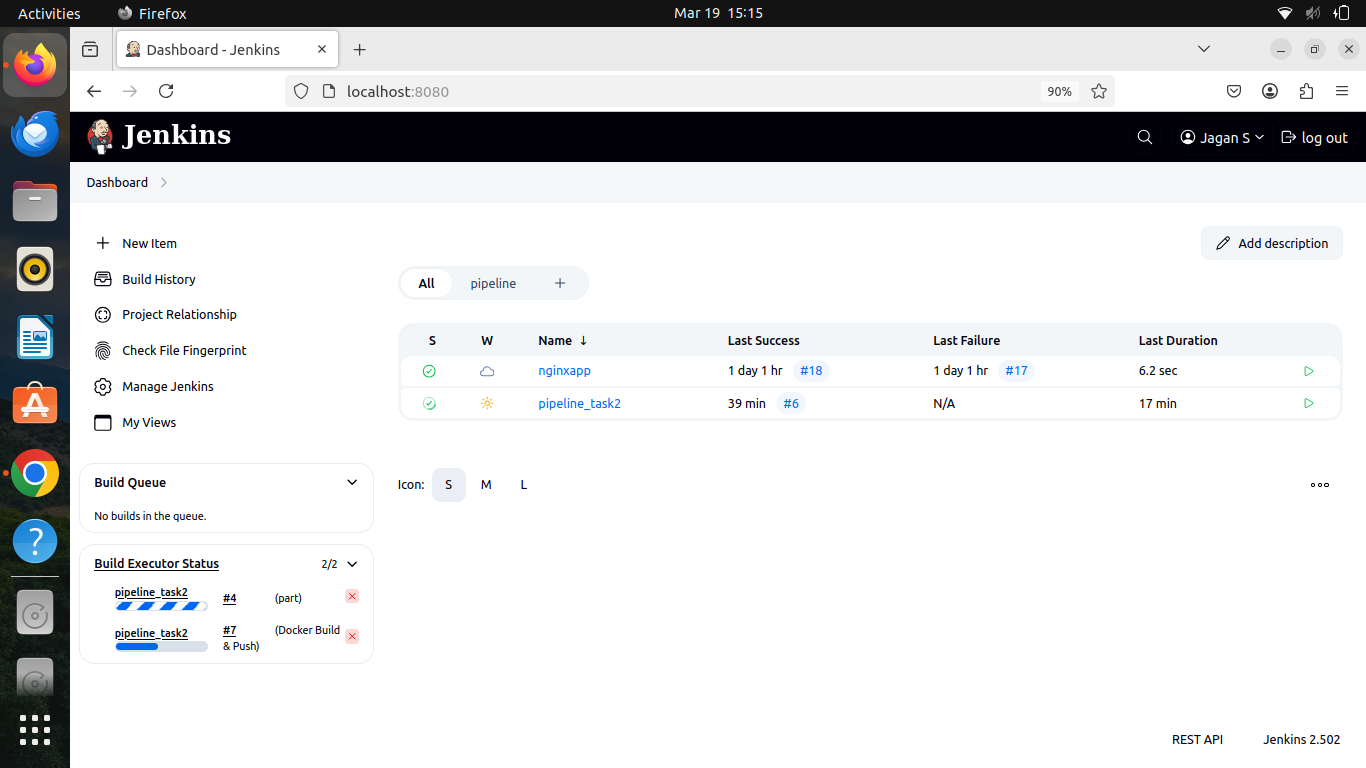 Activities Firefox Mar 19 15:15
Dashboard - Jenkins
localhost:8080 90%
Jenkins Jagan S log out
Dashboard
New Item
Build History
Project Relationship
Check File Fingerprint
Manage Jenkins
My Views
Build Queue
No builds in the queue.
Build Executor Status 2/2
pipeline_task2 #4 (part)
pipeline_task2 #7 (Docker Build
& Push)
Add description
All pipeline +
S W Name ↓ Last Success Last Failure Last Duration
nginxapp 1 day 1 hr #18 1 day 1 hr #17 6.2 sec
pipeline_task2 39 min #6 N/A 17 min
Icon: S M L
REST API Jenkins 2.502